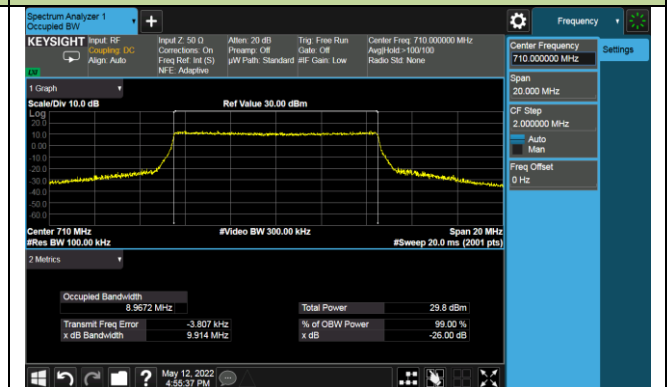 Spectrum Analyzer 1
Occupied BW
Frequency
KEYSIGHT
Input: RF
Coupling: DC
Align: Auto
Input Z: 50 Ω
Corrections: On
Freq Ref: Int (S)
NFE: Adaptive
Atten: 20 dB
Preamp: Off
µW Path: Standard
Trig: Free Run
Gate: Off
#IF Gain: Low
Center Freq: 710.000000 MHz
Avg|Hold:>100/100
Radio Std: None
Center Frequency
710.000000 MHz
Settings
Span
20.000 MHz
CF Step
2.000000 MHz
Auto
Man
Freq Offset
0 Hz
1 Graph
Scale/Div 10.0 dB
Ref Value 30.00 dBm
Log
20.0
10.0
0.00
-10.0
-20.0
-30.0
-40.0
-50.0
-60.0
Center 710 MHz
#Video BW 300.00 kHz
Span 20 MHz
#Res BW 100.00 kHz
#Sweep 20.0 ms (2001 pts)
2 Metrics
Occupied Bandwidth
8.9672 MHz
Total Power 29.8 dBm
Transmit Freq Error -3.807 kHz
% of OBW Power 99.00 %
x dB Bandwidth 9.914 MHz
x dB -26.00 dB
?
May 12, 2022
4:55:37 PM